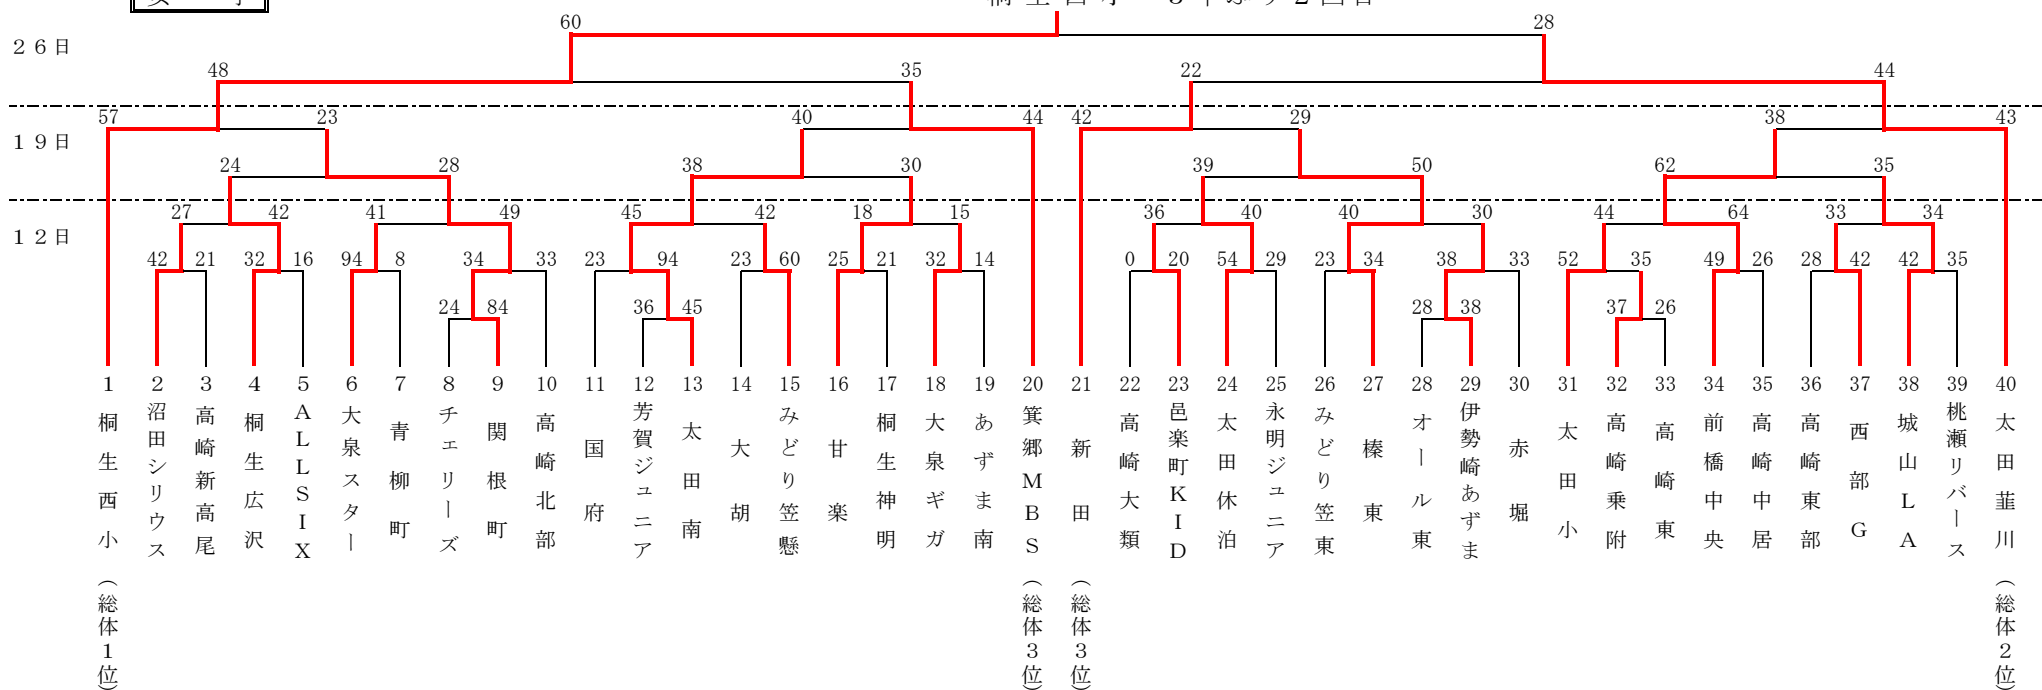 60 28
２６日
48 35 22 44
57 23 40 44 42 29 38 43
１９日
24 28 38 30 39 50 62 35
27 42 41 49 45 42 18 15 36 40 40 30 44 64 33 34
１２日
42 21 32 16 94 8 34 33 23 94 23 60 25 21 32 14 0 20 54 29 23 34 38 33 52 35 49 26 28 42 42 35
24 84 36 45 28 38 37 26
1 桐生西小（総体１位）
2 沼田シリウス
3 高崎新高尾
4 桐生広沢
5 ALLSIX
6 大泉スター
7 青柳町
8 チェリーズ
9 関根町
10 高崎北部
11 国府
12 芳賀ジュニア
13 太田南
14 大胡
15 みどり笠懸
16 甘楽
17 桐生神明
18 大泉ギガ
19 あずま南
20 箕郷MBS（総体３位）
21 新田（総体３位）
22 高崎大類
23 邑楽町KID
24 太田休泊
25 永明ジュニア
26 みどり笠東
27 榛東
28 オール東
29 伊勢崎あずま
30 赤堀
31 太田小
32 高崎乗附
33 高崎東
34 前橋中央
35 高崎中居
36 高崎東部
37 西部G
38 城山LA
39 桃瀬リバース
40 太田韮川（総体２位）